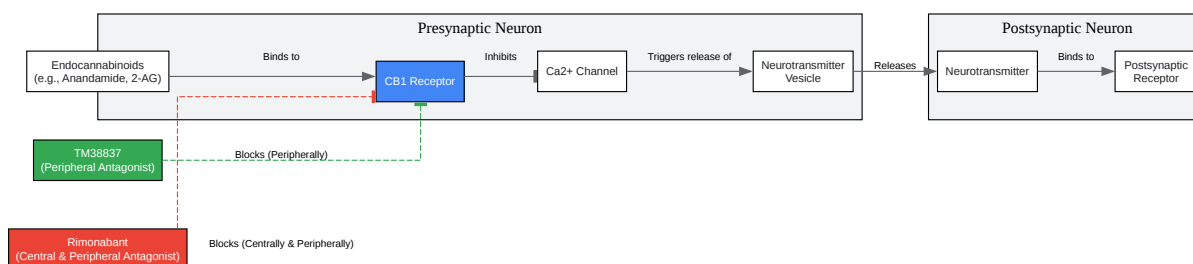 Presynaptic Neuron
Postsynaptic Neuron
Endocannabinoids
(e.g., Anandamide, 2-AG)
Binds to
CB1 Receptor
Inhibits
Ca2+ Channel
Triggers release of
Neurotransmitter
Vesicle
Releases
Neurotransmitter
Binds to
Postsynaptic
Receptor
TM38837
(Peripheral Antagonist)
Blocks (Peripherally)
Rimonabant
(Central & Peripheral Antagonist)
Blocks (Centrally & Peripherally)